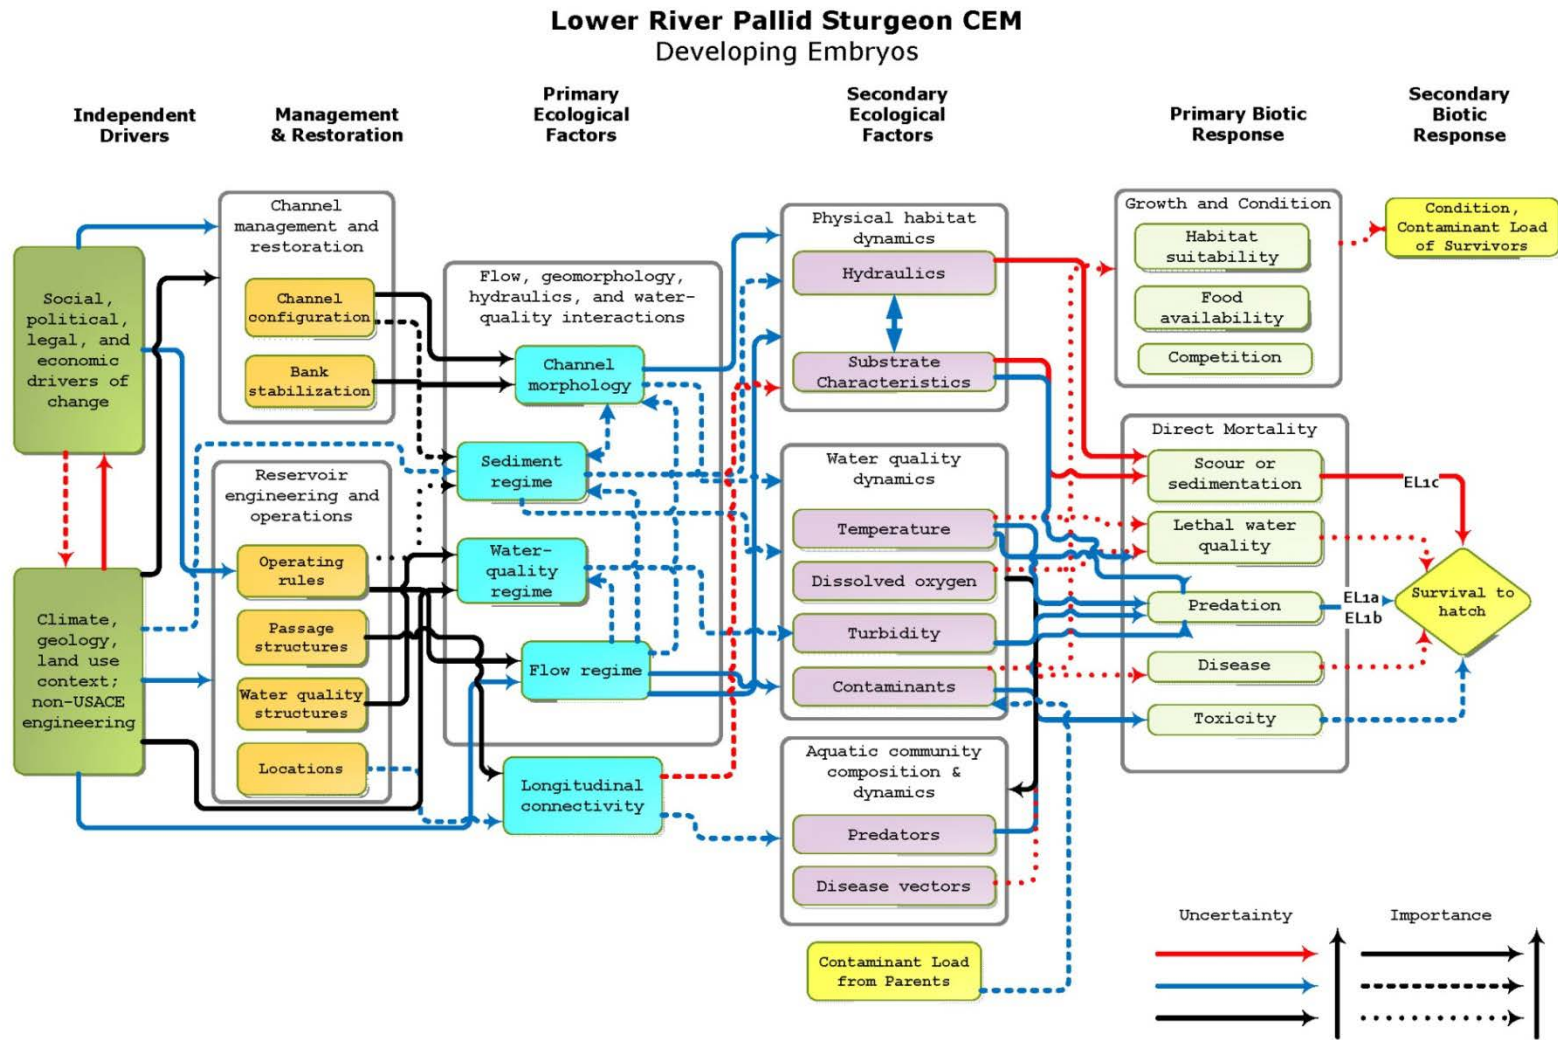 Lower River Pallid Sturgeon CEM
Developing Embryos
Independent
Drivers
Management
& Restoration
Primary
Ecological
Factors
Secondary
Ecological
Factors
Primary Biotic
Response
Secondary
Biotic
Response
Social,
political,
legal, and
economic
drivers of
change
Climate,
geology,
land use
context;
non-USACE
engineering
Channel
management and
restoration
Channel
configuration
Bank
stabilization
Reservoir
engineering and
operations
Operating
rules
Passage
structures
Water quality
structures
Locations
Flow, geomorphology,
hydraulics, and water-
quality interactions
Channel
morphology
Sediment
regime
Water-
quality
regime
Flow regime
Longitudinal
connectivity
Physical habitat
dynamics
Hydraulics
Substrate
Characteristics
Water quality
dynamics
Temperature
Dissolved oxygen
Turbidity
Contaminants
Aquatic community
composition &
dynamics
Predators
Disease vectors
Contaminant Load
from Parents
Growth and Condition
Habitat
suitability
Food
availability
Competition
Direct Mortality
Scour or
sedimentation
Lethal water
quality
Predation
Disease
Toxicity
Condition,
Contaminant Load
of Survivors
EL1c
EL1a
EL1b
Survival to
hatch
Uncertainty
Importance